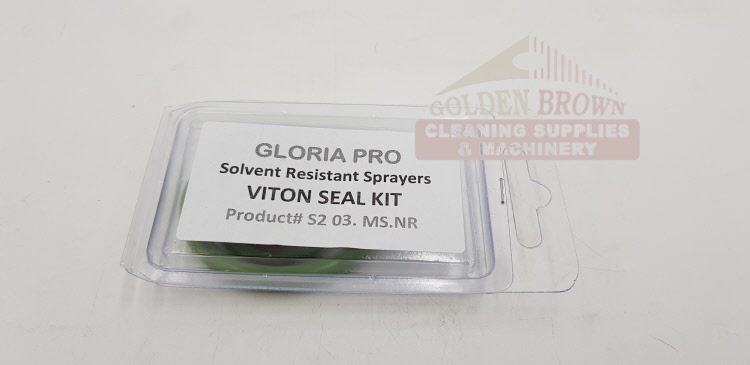 GOLDEN BROWN
CLEANING SUPPLIES
& MACHINERY
GLORIA PRO
Solvent Resistant Sprayers
VITON SEAL KIT
Product# S2 03. MS.NR